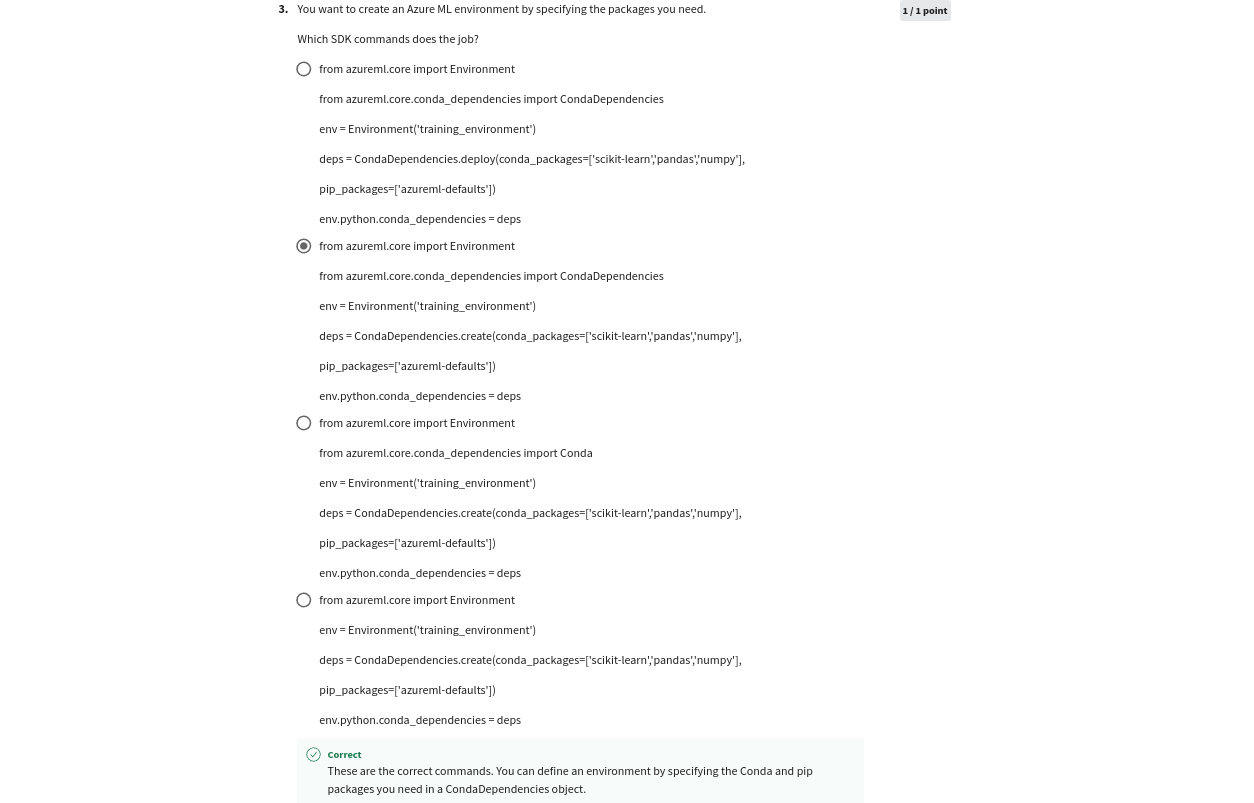 3. You want to create an Azure ML environment by specifying the packages you need.
1 / 1 point
Which SDK commands does the job?
from azureml.core import Environment
from azureml.core.conda_dependencies import CondaDependencies
env = Environment('training_environment')
deps = CondaDependencies.deploy(conda_packages=['scikit-learn','pandas','numpy'],
pip_packages=['azureml-defaults'])
env.python.conda_dependencies = deps
from azureml.core import Environment
from azureml.core.conda_dependencies import CondaDependencies
env = Environment('training_environment')
deps = CondaDependencies.create(conda_packages=['scikit-learn','pandas','numpy'],
pip_packages=['azureml-defaults'])
env.python.conda_dependencies = deps
from azureml.core import Environment
from azureml.core.conda_dependencies import Conda
env = Environment('training_environment')
deps = CondaDependencies.create(conda_packages=['scikit-learn','pandas','numpy'],
pip_packages=['azureml-defaults'])
env.python.conda_dependencies = deps
from azureml.core import Environment
env = Environment('training_environment')
deps = CondaDependencies.create(conda_packages=['scikit-learn','pandas','numpy'],
pip_packages=['azureml-defaults'])
env.python.conda_dependencies = deps
Correct
These are the correct commands. You can define an environment by specifying the Conda and pip
packages you need in a CondaDependencies object.